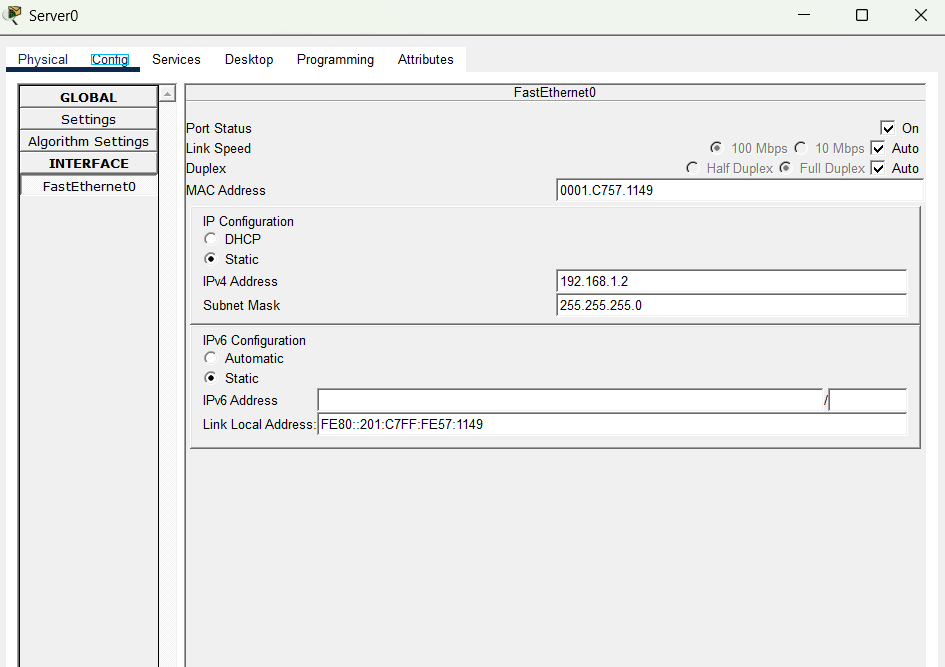 Server0
Physical Config Services Desktop Programming Attributes
GLOBAL
Settings
Algorithm Settings
INTERFACE
FastEthernet0
FastEthernet0
Port Status On
Link Speed 100 Mbps 10 Mbps Auto
Duplex Half Duplex Full Duplex Auto
MAC Address 0001.C757.1149
IP Configuration
DHCP
Static
IPv4 Address 192.168.1.2
Subnet Mask 255.255.255.0
IPv6 Configuration
Automatic
Static
IPv6 Address /
Link Local Address: FE80::201:C7FF:FE57:1149